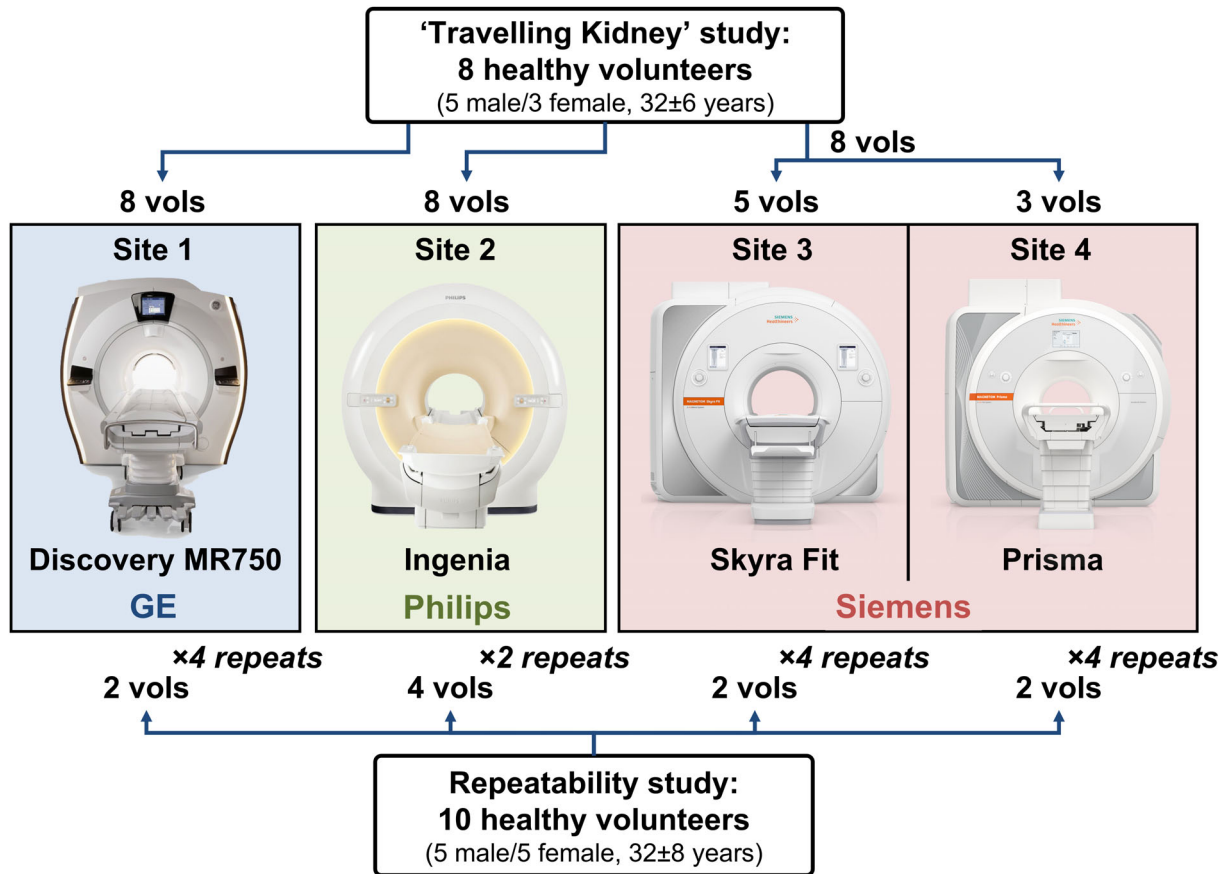 ‘Travelling Kidney’ study:
8 healthy volunteers
(5 male/3 female, 32±6 years)
8 vols
8 vols
8 vols
5 vols
3 vols
Site 1
Site 2
Site 3
Site 4
PHILIPS
SIEMENS
Healthineers
SIEMENS
Healthineers
Discovery MR750
Ingenia
Skyra Fit
Prisma
GE
Philips
Siemens
×4 repeats
×2 repeats
×4 repeats
×4 repeats
2 vols
4 vols
2 vols
2 vols
Repeatability study:
10 healthy volunteers
(5 male/5 female, 32±8 years)